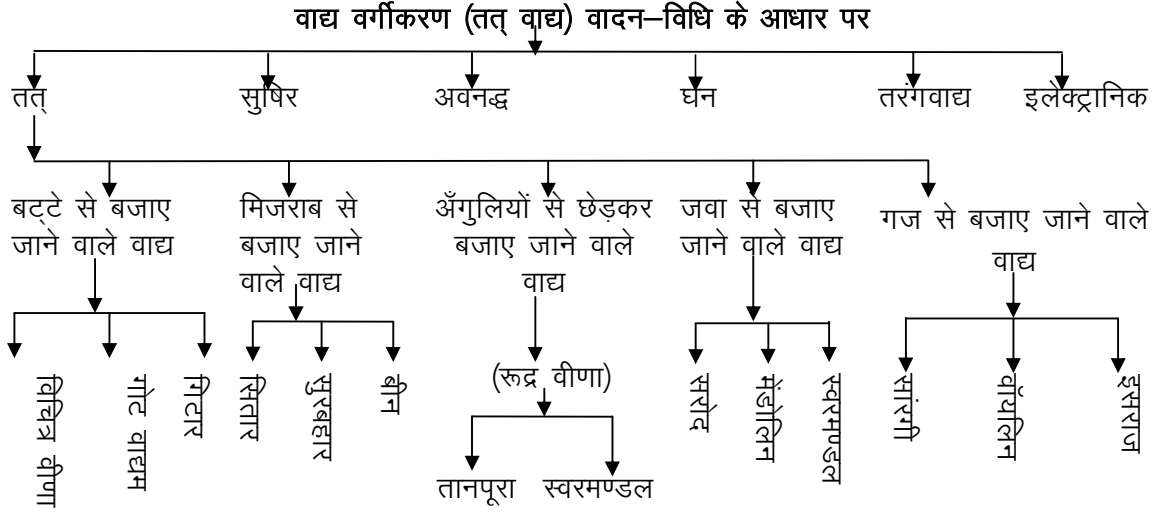 वाद्य वर्गीकरण (तत् वाद्य) वादन–विधि के आधार पर
तत्
सुषिर
अवनद्ध
घन
तरंगवाद्य
इलेक्ट्रानिक
बट्टे से बजाए
जाने वाले वाद्य
मिजराब से
बजाए जाने
वाले वाद्य
अँगुलियों से छेड़कर
बजाए जाने वाले
वाद्य
जवा से बजाए
जाने वाले वाद्य
गज से बजाए जाने वाले
वाद्य
विचित्र वीणा
गोट वाद्यम
गिटार
सितार
सुरबहार
बीन
(रूद्र वीणा)
तानपूरा
स्वरमण्डल
सरोद
मेंडोलिन
स्वरमण्डल
सांरगी
वॉयलिन
इसराज